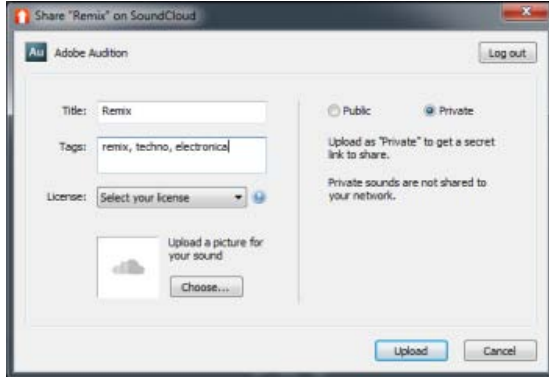 Share "Remix" on SoundCloud
Au Adobe Audition
Log out
Title: Remix
Tags: remix, techno, electronica
License: Select your license
Upload a picture for
your sound
Choose...
Public Private
Upload as "Private" to get a secret
link to share.
Private sounds are not shared to
your network.
Upload Cancel